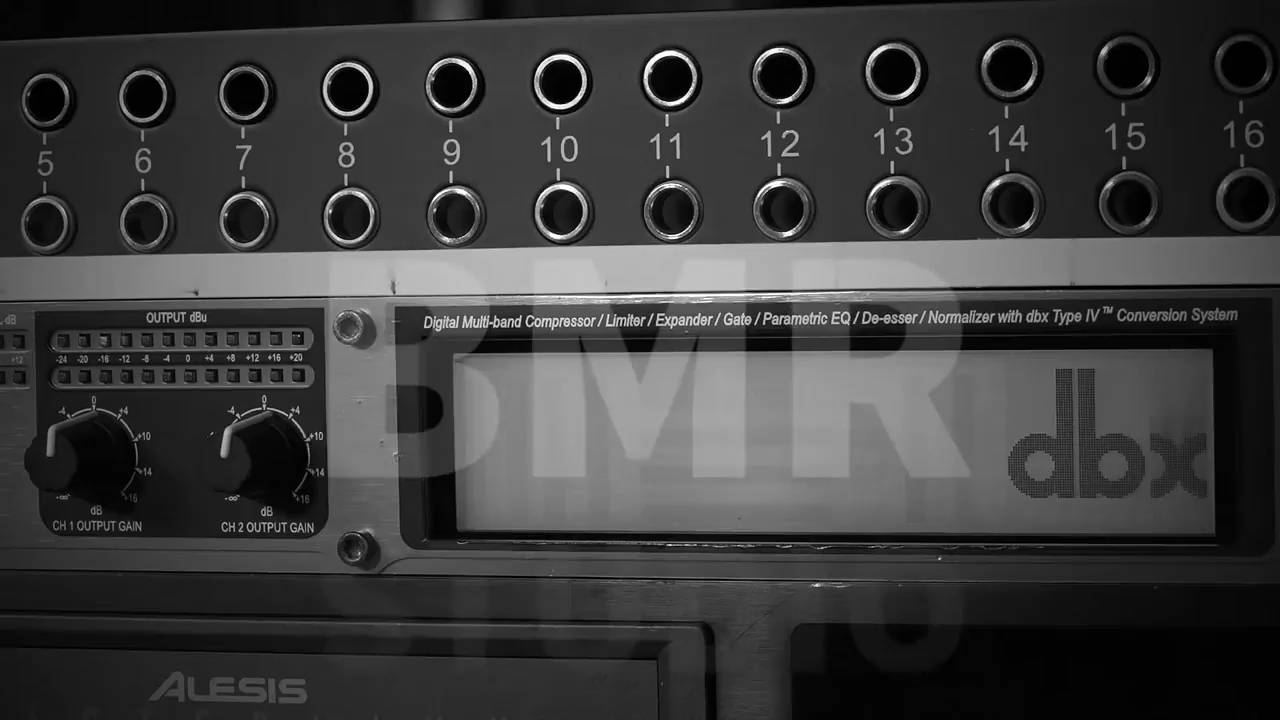 5 6 7 8 9 10 11 12 13 14 15 16
Digital Multi-band Compressor / Limiter / Expander / Gate / Parametric EQ / De-esser / Normalizer with dbx Type IV™ Conversion System
dB
+12
OUTPUT dBu
-24 -20 -16 -12 -8 -4 0 +4 +8 +12 +16 +20
-4 0 +4 +10 +14 +16 -∞
dB
CH 1 OUTPUT GAIN
-4 0 +4 +10 +14 +16 -∞
dB
CH 2 OUTPUT GAIN
BMR
dbx
ALESIS